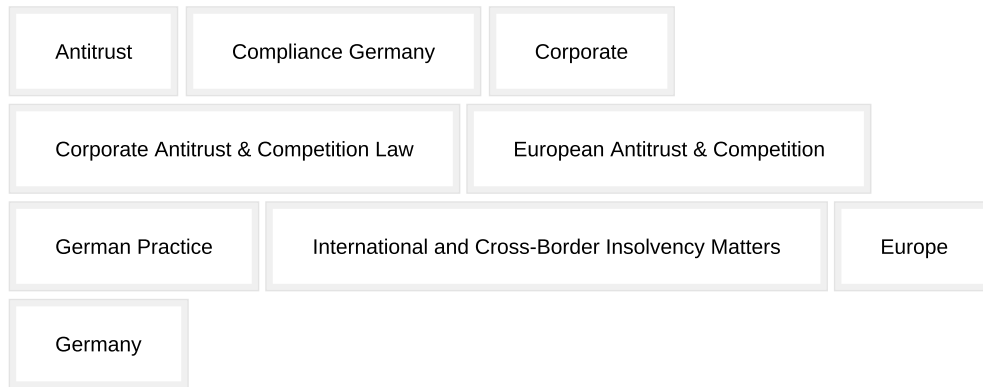 Antitrust Compliance Germany Corporate
Corporate Antitrust & Competition Law European Antitrust & Competition
German Practice International and Cross-Border Insolvency Matters Europe
Germany